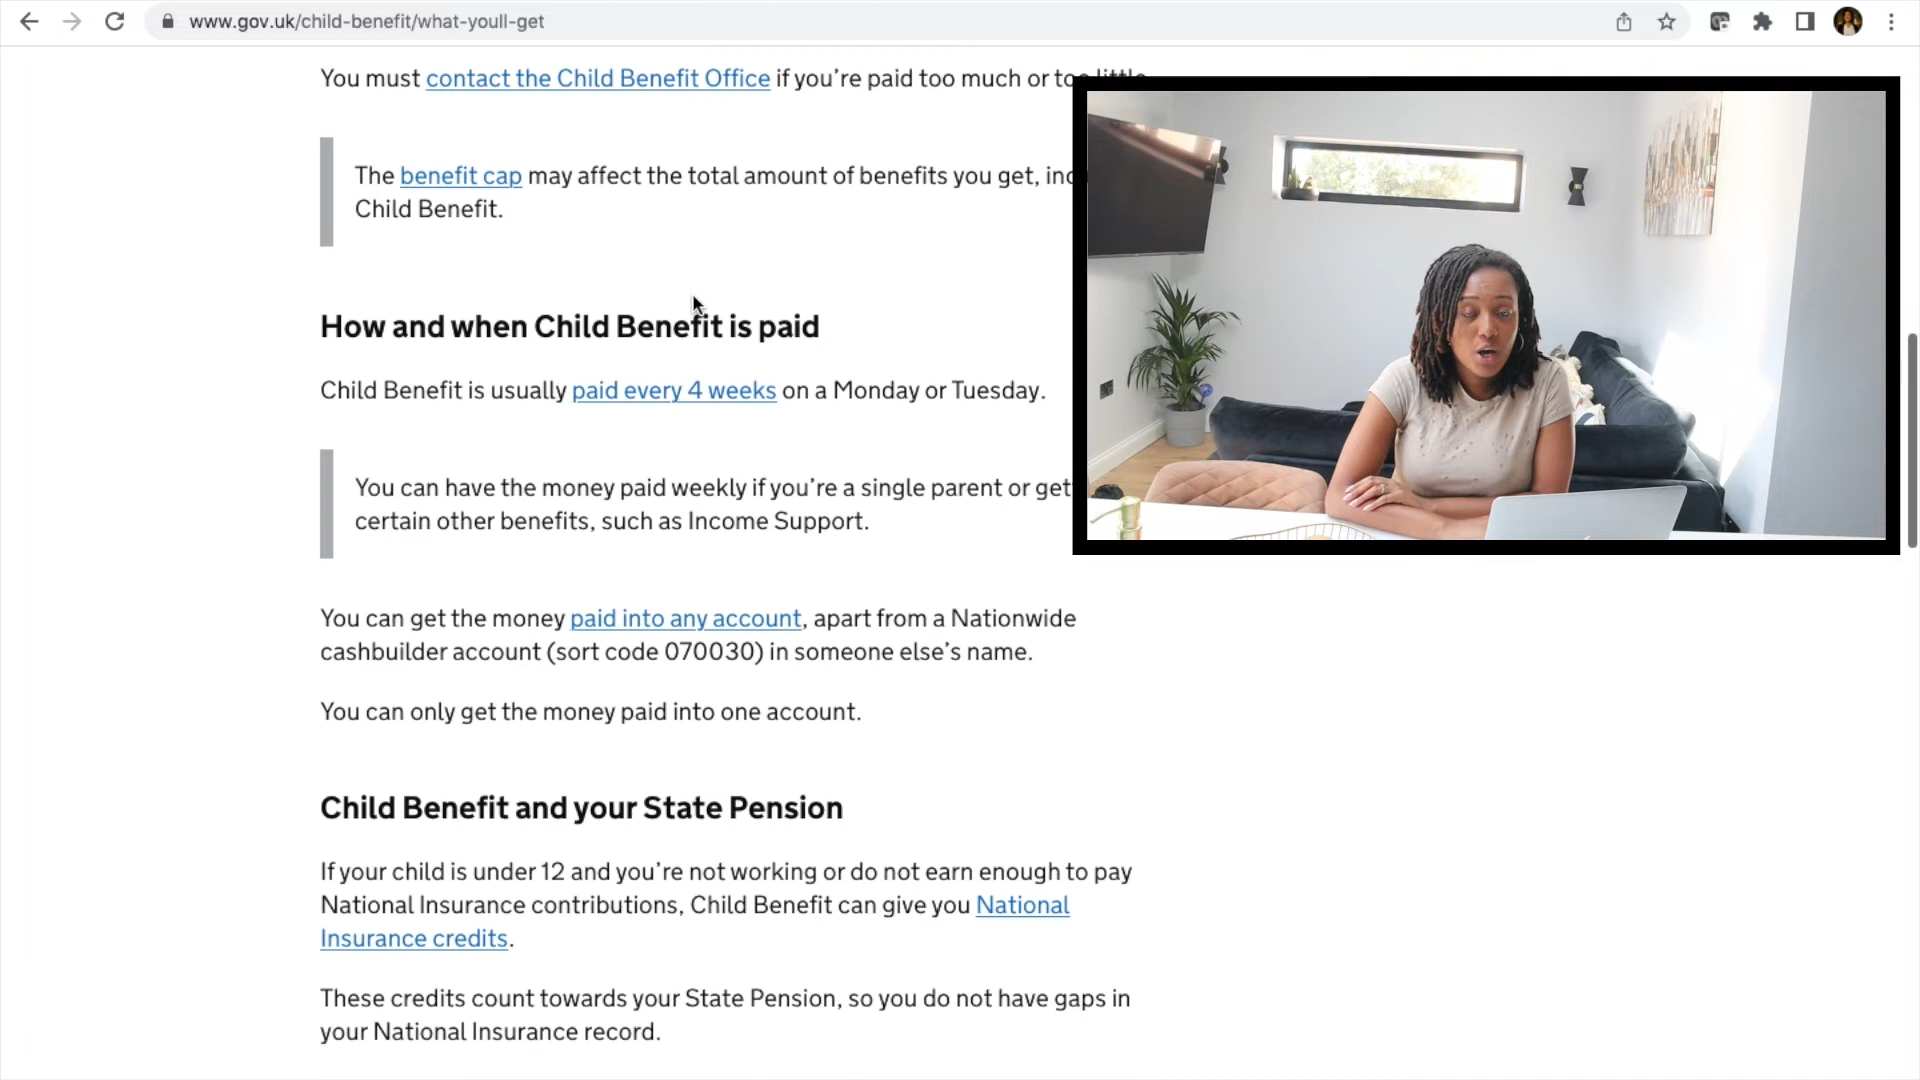 www.gov.uk/child-benefit/what-youll-get
You must contact the Child Benefit Office if you’re paid too much or too little
The benefit cap may affect the total amount of benefits you get,
Child Benefit.
How and when Child Benefit is paid
Child Benefit is usually paid every 4 weeks on a Monday or Tuesday.
You can have the money paid weekly if you’re a single parent or get
certain other benefits, such as Income Support.
You can get the money paid into any account, apart from a Nationwide
cashbuilder account (sort code 070030) in someone else’s name.
You can only get the money paid into one account.
Child Benefit and your State Pension
If your child is under 12 and you’re not working or do not earn enough to pay
National Insurance contributions, Child Benefit can give you National
Insurance credits.
These credits count towards your State Pension, so you do not have gaps in
your National Insurance record.